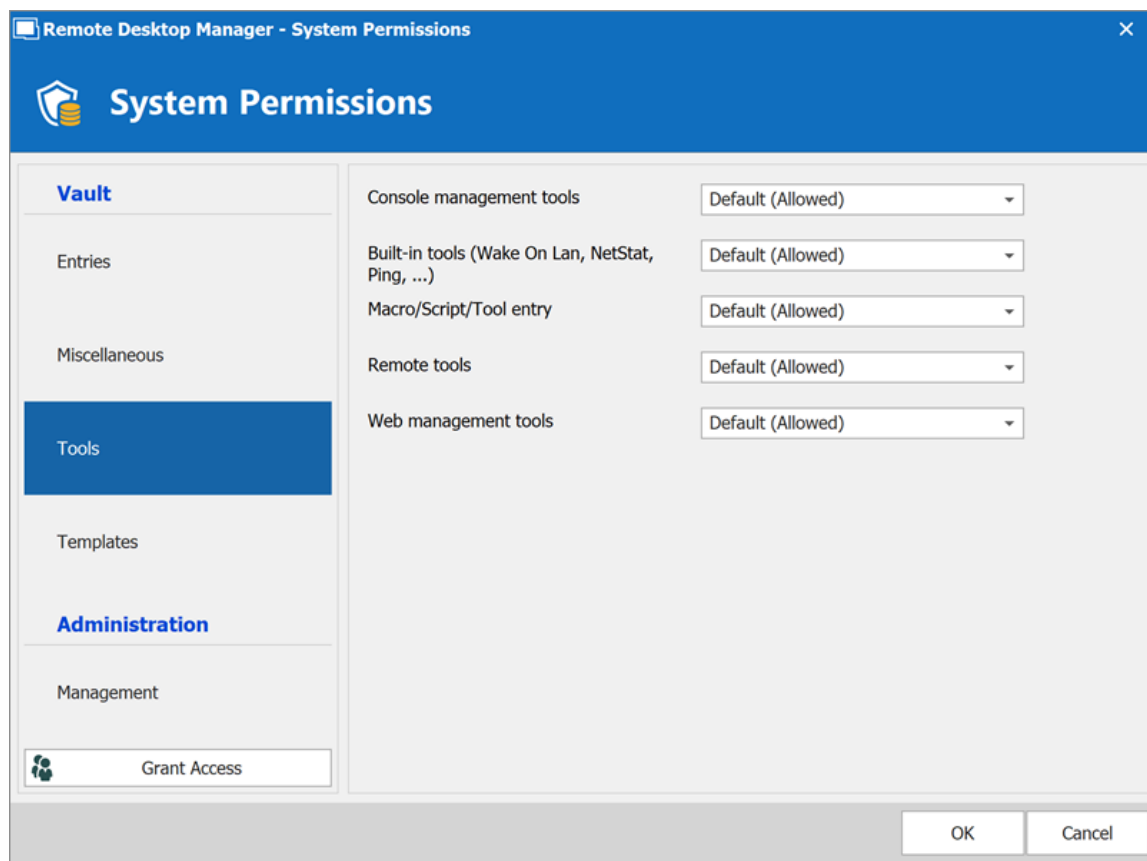 Remote Desktop Manager - System Permissions
System Permissions
Vault
Entries
Miscellaneous
Tools
Templates
Administration
Management
Grant Access
Console management tools
Default (Allowed)
Built-in tools (Wake On Lan, NetStat,
Ping, ...)
Default (Allowed)
Macro/Script/Tool entry
Default (Allowed)
Remote tools
Default (Allowed)
Web management tools
Default (Allowed)
OK
Cancel